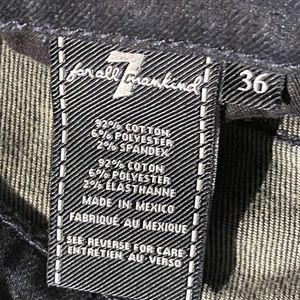 7
for all mankind
36
92% COTTON
6% POLYESTER
2% SPANDEX
92% COTON
6% POLYESTER
2% ELASTHANNE
MADE IN MEXICO
FABRIQUÉ AU MEXIQUE
SEE REVERSE FOR CARE
ENTRETIEN AU VERSO